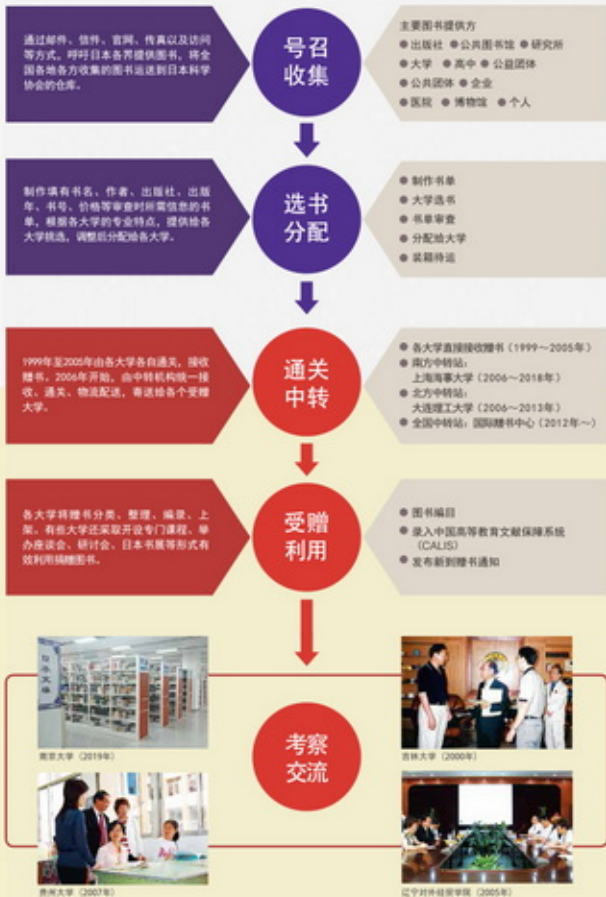 通过邮件、信件、官网、传真以及访问
等方式，呼吁日本各界提供图书，将全
国各地各方收集的图书运送到日本科学
协会的仓库。
号召
收集
主要图书提供方
●出版社 ●公共图书馆 ●研究所
●大学 ●高中 ●公益团体
●公共团体 ●企业
●医院 ●博物馆 ●个人
制作填有书名、作者、出版社、出版
年、书号、价格等审查时所需信息的书
单，根据各大学的专业特点，提供给各
大学挑选，调整后分配给各大学。
选书
分配
●制作书单
●大学选书
●书单审查
●分配给大学
●装箱待运
1999年至2005年由各大学各自通关，接收
赠书。2006年开始，由中转机构统一接
收、通关、物流配送，寄送给各个受赠
大学。
通关
中转
●各大学直接接收赠书（1999～2005年）
●南方中转站：
上海海事大学（2006～2018年）
●北方中转站：
大连理工大学（2006～2013年）
●全国中转站：国际赠书中心（2012年～）
各大学将赠书分类、整理、编录、上
架。有些大学还采取开设专门课程、举
办座谈会、研讨会、日本书展等形式有
效利用捐赠图书。
受赠
利用
●图书编目
●录入中国高等教育文献保障系统
（CALIS）
●发布新到赠书通知
考察
交流
南京大学（2019年）
吉林大学（2000年）
贵州大学（2007年）
辽宁对外经贸学院（2005年）